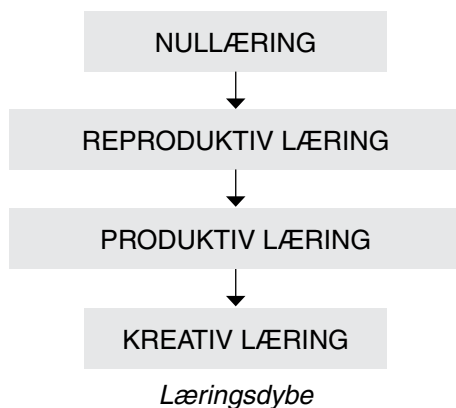 NULLÆRING
REPRODUKTIV LÆRING
PRODUKTIV LÆRING
KREATIV LÆRING
Læringsdybe